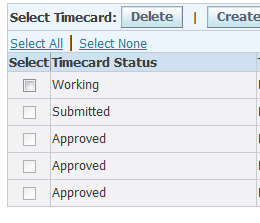 Select Timecard: Delete | Create
Select All | Select None
Select Timecard Status
Working
Submitted
Approved
Approved
Approved